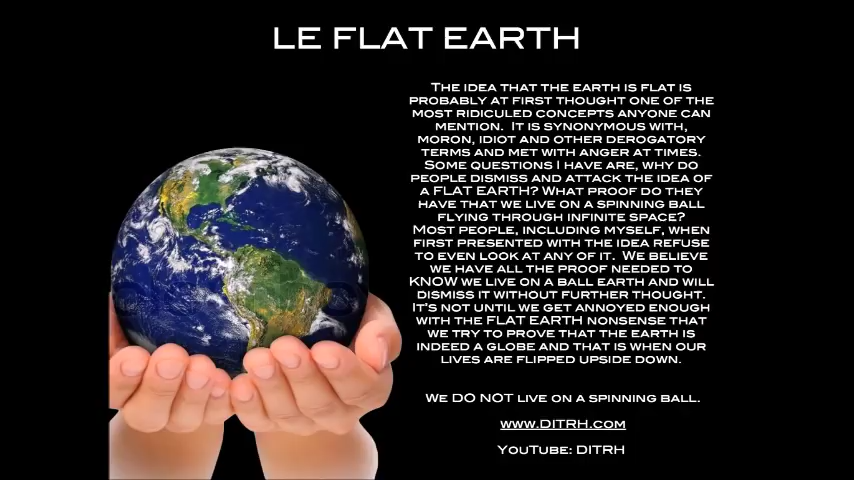 LE FLAT EARTH
THE IDEA THAT THE EARTH IS FLAT IS
PROBABLY AT FIRST THOUGHT ONE OF THE
MOST RIDICULED CONCEPTS ANYONE CAN
MENTION. IT IS SYNONYMOUS WITH,
MORON, IDIOT AND OTHER DEROGATORY
TERMS AND MET WITH ANGER AT TIMES.
SOME QUESTIONS I HAVE ARE, WHY DO
PEOPLE DISMISS AND ATTACK THE IDEA OF
A FLAT EARTH? WHAT PROOF DO THEY
HAVE THAT WE LIVE ON A SPINNING BALL
FLYING THROUGH INFINITE SPACE?
MOST PEOPLE, INCLUDING MYSELF, WHEN
FIRST PRESENTED WITH THE IDEA REFUSE
TO EVEN LOOK AT ANY OF IT. WE BELIEVE
WE HAVE ALL THE PROOF NEEDED TO
KNOW WE LIVE ON A BALL EARTH AND WILL
DISMISS IT WITHOUT FURTHER THOUGHT.
IT'S NOT UNTIL WE GET ANNOYED ENOUGH
WITH THE FLAT EARTH NONSENSE THAT
WE TRY TO PROVE THAT THE EARTH IS
INDEED A GLOBE AND THAT IS WHEN OUR
LIVES ARE FLIPPED UPSIDE DOWN.
WE DO NOT LIVE ON A SPINNING BALL.
WWW.DITRH.COM
YOUTUBE: DITRH